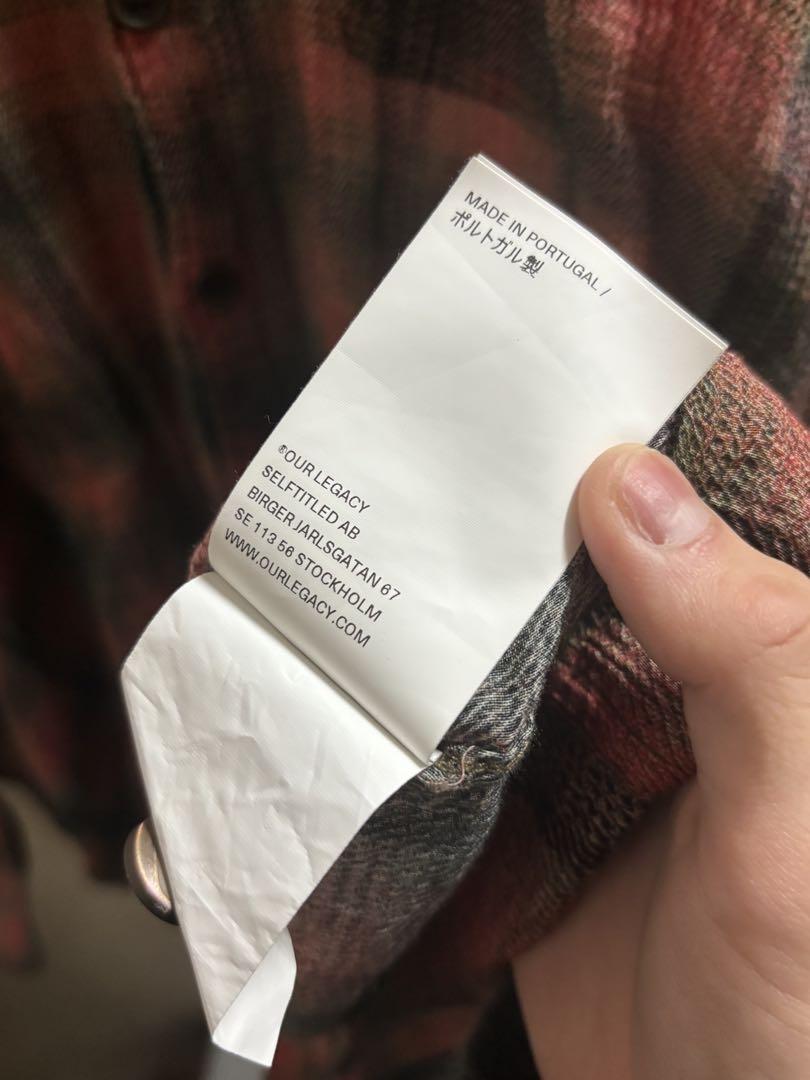 MADE IN PORTUGAL /
ポルトガル製
®OUR LEGACY
SELFTITLED AB
BIRGER JARLSGATAN 67
SE 113 56 STOCKHOLM
WWW.OURLEGACY.COM